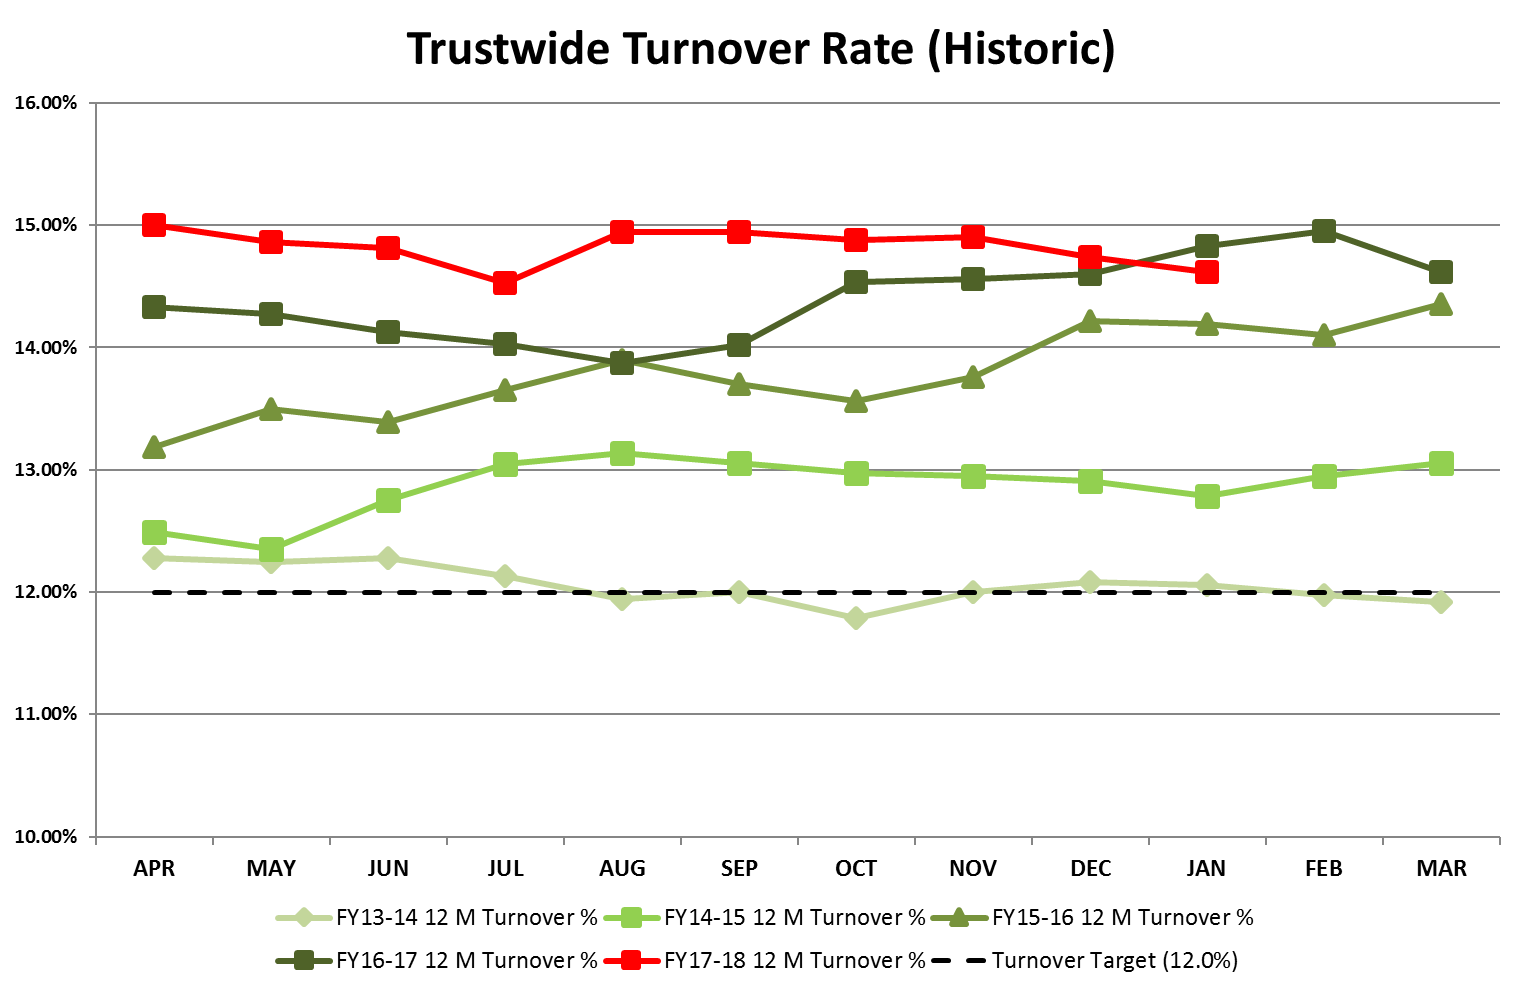 Trustwide Turnover Rate (Historic)
16.00%
15.00%
14.00%
13.00%
12.00%
11.00%
10.00%
APR MAY JUN JUL AUG SEP OCT NOV DEC JAN FEB MAR
FY13-14 12 M Turnover % FY14-15 12 M Turnover % FY15-16 12 M Turnover %
FY16-17 12 M Turnover % FY17-18 12 M Turnover % Turnover Target (12.0%)